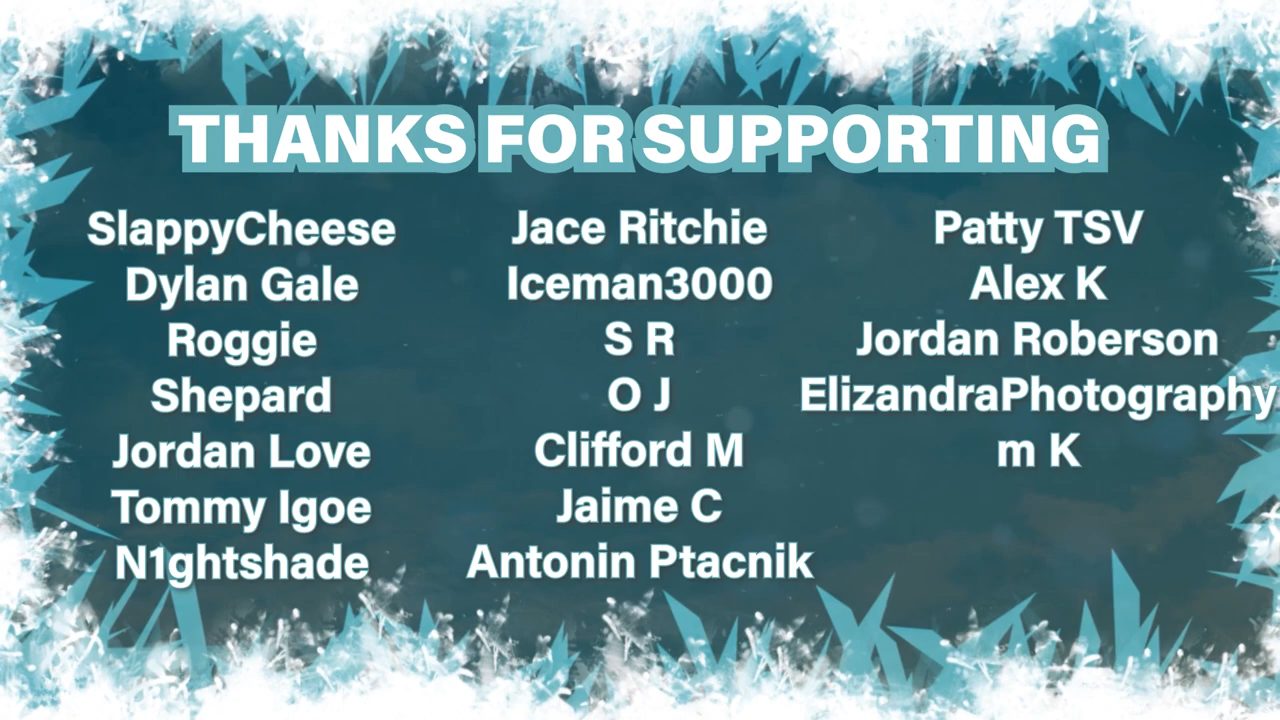 THANKS FOR SUPPORTING
SlappyCheese
Dylan Gale
Roggie
Shepard
Jordan Love
Tommy Igoe
N1ghtshade
Jace Ritchie
Iceman3000
S R
O J
Clifford M
Jaime C
Antonin Ptacnik
Patty TSV
Alex K
Jordan Roberson
ElizandraPhotography
m K